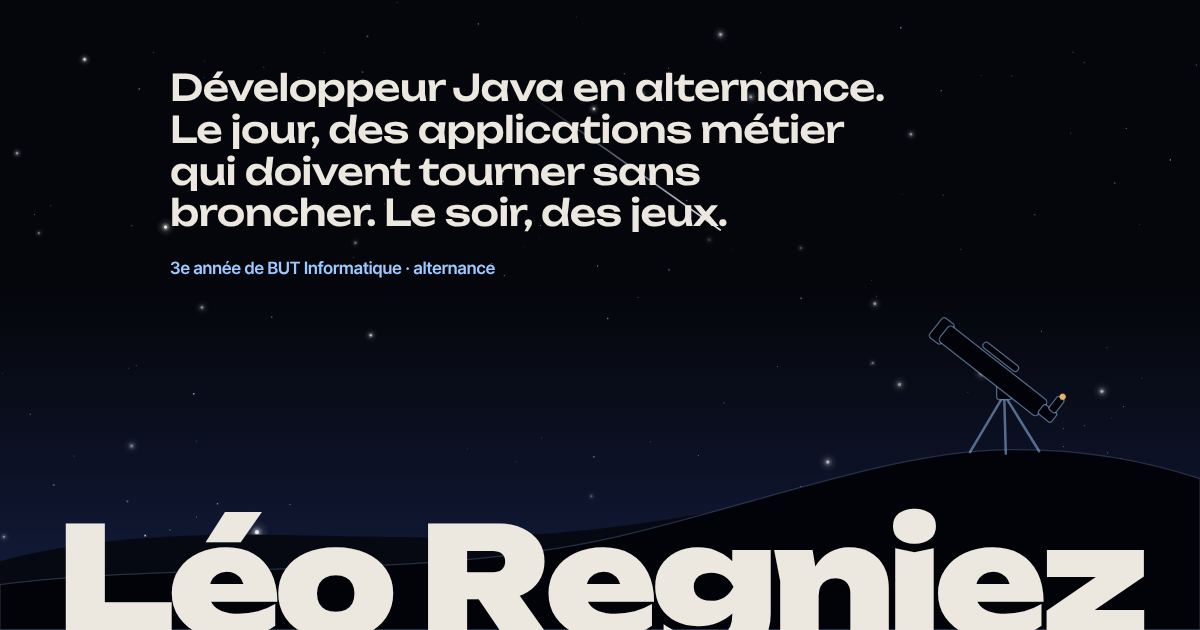 Développeur Java en alternance.
Le jour, des applications métier
qui doivent tourner sans
broncher. Le soir, des jeux.
3e année de BUT Informatique · alternance
Léo Regniez